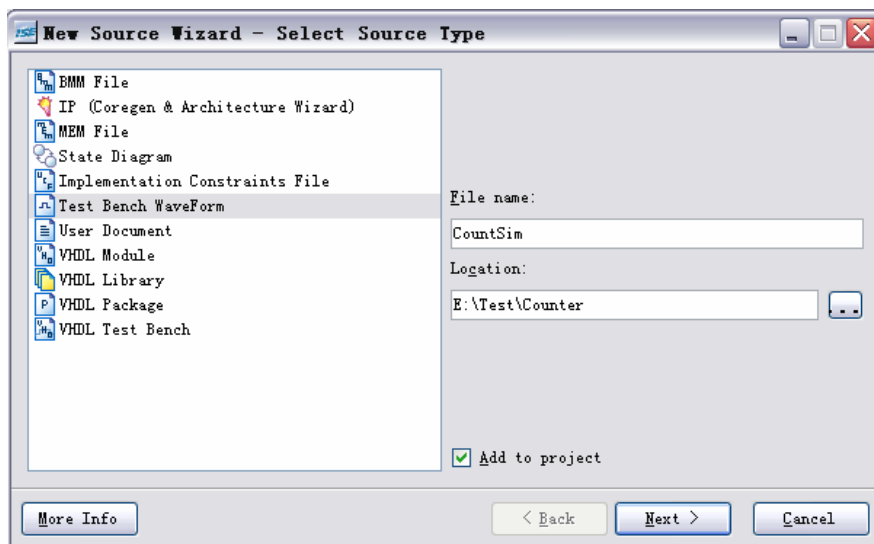 ISE New Source Wizard - Select Source Type
BMM File
IP (Coregen & Architecture Wizard)
MEM File
State Diagram
Implementation Constraints File
Test Bench WaveForm
User Document
VHDL Module
VHDL Library
VHDL Package
VHDL Test Bench
File name:
CountSim
Location:
E:\Test\Counter
...
Add to project
More Info
< Back
Next >
Cancel